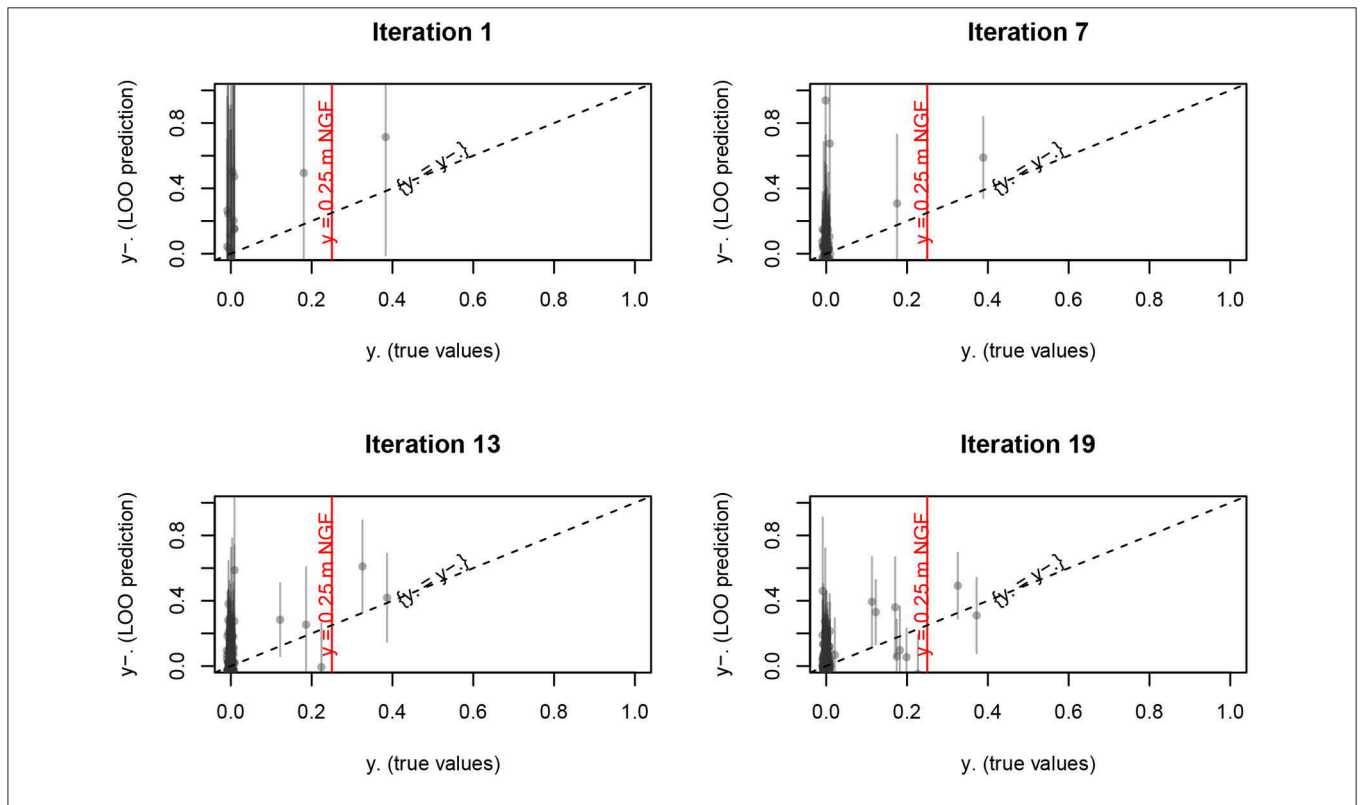 Iteration 1
y−. (LOO prediction)
0.0 0.4 0.8
y = 0.25 m NGF
{y. = y−.}
0.0 0.2 0.4 0.6 0.8 1.0
y. (true values)
Iteration 7
y−. (LOO prediction)
0.0 0.4 0.8
y = 0.25 m NGF
{y. = y−.}
0.0 0.2 0.4 0.6 0.8 1.0
y. (true values)
Iteration 13
y−. (LOO prediction)
0.0 0.4 0.8
y = 0.25 m NGF
{y. = y−.}
0.0 0.2 0.4 0.6 0.8 1.0
y. (true values)
Iteration 19
y−. (LOO prediction)
0.0 0.4 0.8
y = 0.25 m NGF
{y. = y−.}
0.0 0.2 0.4 0.6 0.8 1.0
y. (true values)